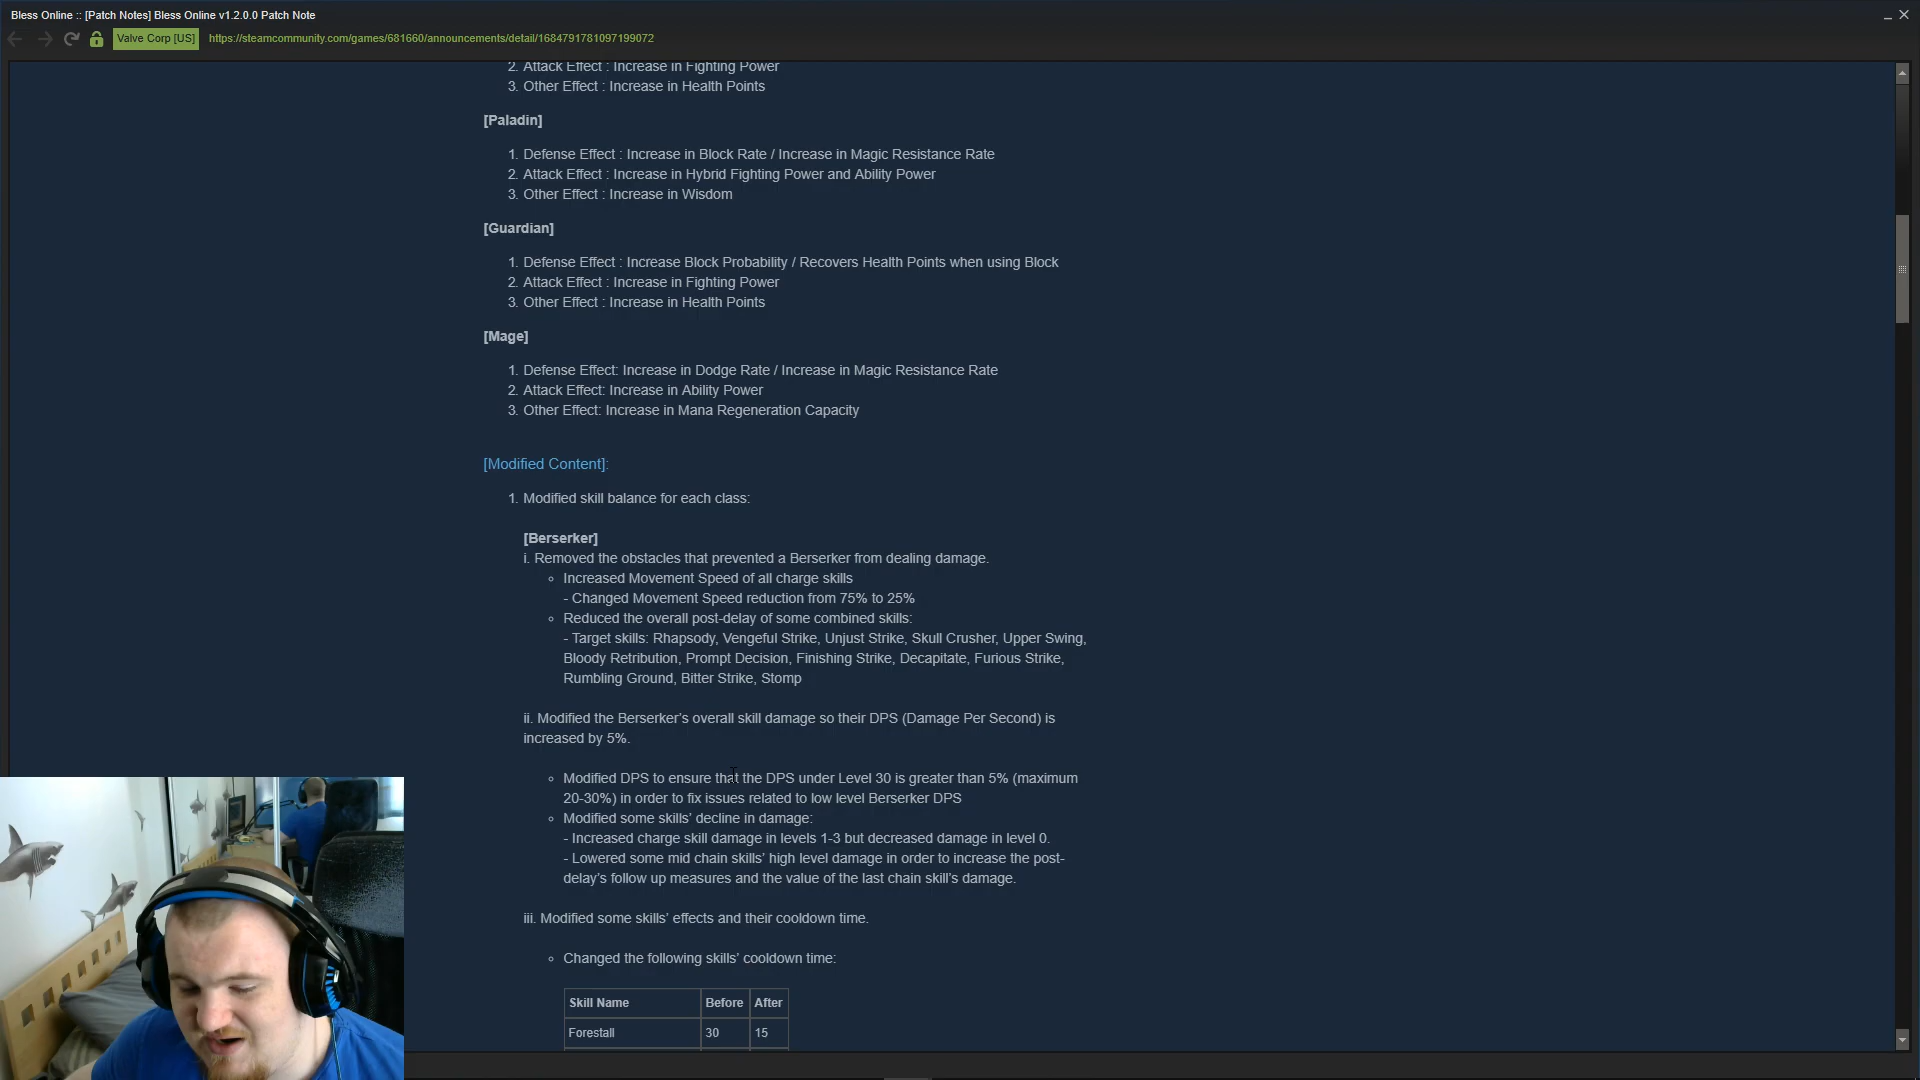 Bless Online :: [Patch Notes] Bless Online v1.2.0.0 Patch Note
Valve Corp [US] https://steamcommunity.com/games/681660/announcements/detail/1684791781097199072
2. Attack Effect : Increase in Fighting Power
3. Other Effect : Increase in Health Points
[Paladin]
1. Defense Effect : Increase in Block Rate / Increase in Magic Resistance Rate
2. Attack Effect : Increase in Hybrid Fighting Power and Ability Power
3. Other Effect : Increase in Wisdom
[Guardian]
1. Defense Effect : Increase Block Probability / Recovers Health Points when using Block
2. Attack Effect : Increase in Fighting Power
3. Other Effect : Increase in Health Points
[Mage]
1. Defense Effect: Increase in Dodge Rate / Increase in Magic Resistance Rate
2. Attack Effect: Increase in Ability Power
3. Other Effect: Increase in Mana Regeneration Capacity
[Modified Content]:
1. Modified skill balance for each class:
[Berserker]
i. Removed the obstacles that prevented a Berserker from dealing damage.
Increased Movement Speed of all charge skills
- Changed Movement Speed reduction from 75% to 25%
Reduced the overall post-delay of some combined skills:
- Target skills: Rhapsody, Vengeful Strike, Unjust Strike, Skull Crusher, Upper Swing,
Bloody Retribution, Prompt Decision, Finishing Strike, Decapitate, Furious Strike,
Rumbling Ground, Bitter Strike, Stomp
ii. Modified the Berserker's overall skill damage so their DPS (Damage Per Second) is
increased by 5%.
Modified DPS to ensure that the DPS under Level 30 is greater than 5% (maximum
20-30%) in order to fix issues related to low level Berserker DPS
Modified some skills' decline in damage:
- Increased charge skill damage in levels 1-3 but decreased damage in level 0.
- Lowered some mid chain skills' high level damage in order to increase the post-
delay's follow up measures and the value of the last chain skill's damage.
iii. Modified some skills' effects and their cooldown time.
Changed the following skills' cooldown time:
Skill Name Before After
Forestall 30 15